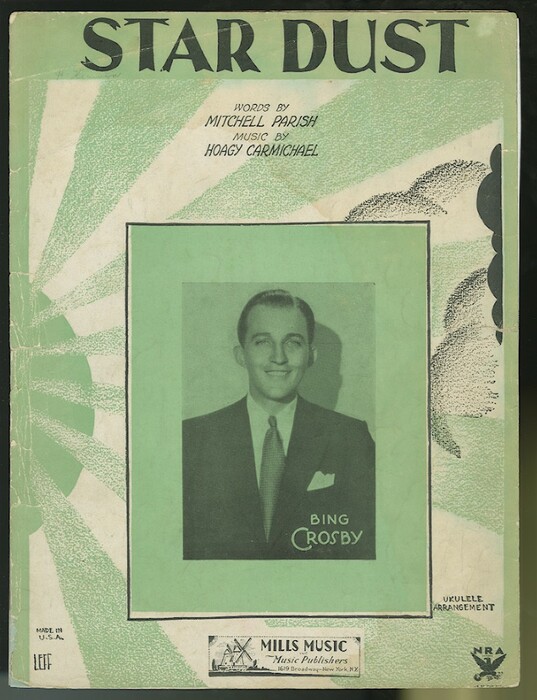 STAR DUST
WORDS BY
MITCHELL PARISH
MUSIC BY
HOAGY CARMICHAEL
BING
CROSBY
UKULELE
ARRANGEMENT
MADE IN
U.S.A.
LEFF
MILLS MUSIC
Music Publishers
1619 Broadway-New York, N.Y.
NRA